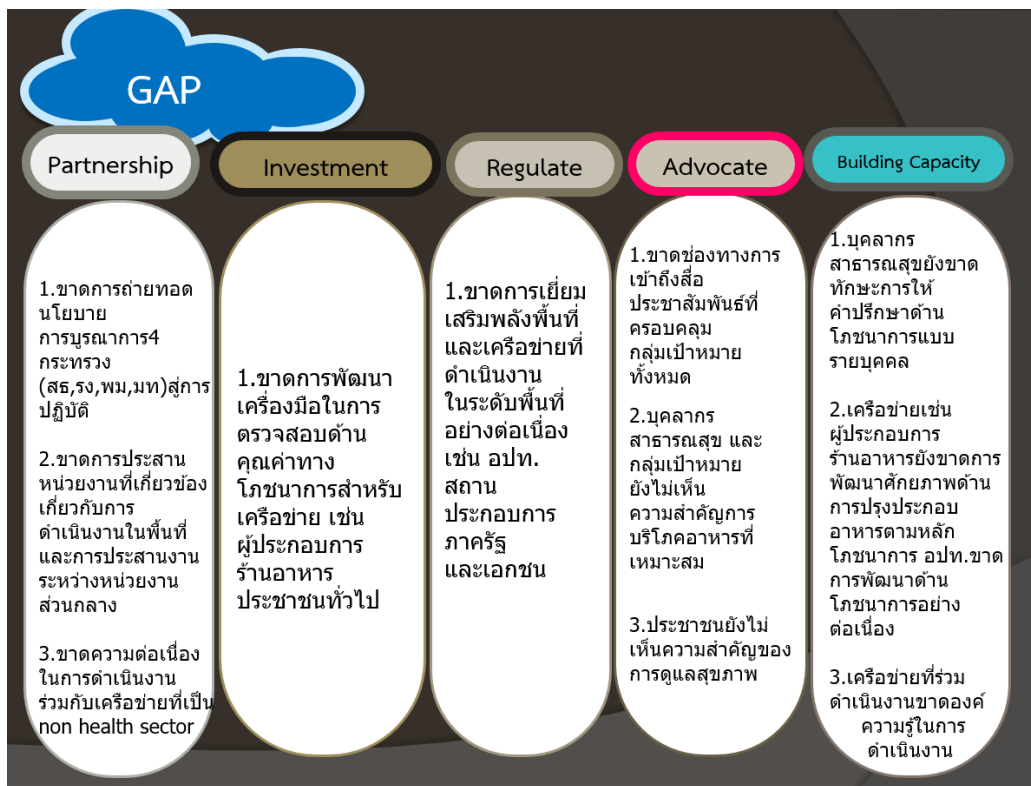 GAP
Partnership
1.ขาดการถ่ายทอด
นโยบาย
การบูรณาการ4
กระทรวง
(สธ,รง,พม,มท)สู่การ
ปฏิบัติ
2.ขาดการประสาน
หน่วยงานที่เกี่ยวข้อง
เกี่ยวกับการ
ดำเนินงานในพื้นที่
และการประสานงาน
ระหว่างหน่วยงาน
ส่วนกลาง
3.ขาดความต่อเนื่อง
ในการดำเนินงาน
ร่วมกับเครือข่ายที่เป็น
non health sector
Investment
1.ขาดการพัฒนา
เครื่องมือในการ
ตรวจสอบด้าน
คุณค่าทาง
โภชนาการสำหรับ
เครือข่าย เช่น
ผู้ประกอบการ
ร้านอาหาร
ประชาชนทั่วไป
Regulate
1.ขาดการเยี่ยม
เสริมพลังพื้นที่
และเครือข่ายที่
ดำเนินงาน
ในระดับพื้นที่
อย่างต่อเนื่อง
เช่น อปท.
สถาน
ประกอบการ
ภาครัฐ
และเอกชน
Advocate
1.ขาดช่องทางการ
เข้าถึงสื่อ
ประชาสัมพันธ์ที่
ครอบคลุม
กลุ่มเป้าหมาย
ทั้งหมด
2.บุคลากร
สาธารณสุข และ
กลุ่มเป้าหมาย
ยังไม่เห็น
ความสำคัญการ
บริโภคอาหารที่
เหมาะสม
3.ประชาชนยังไม่
เห็นความสำคัญของ
การดูแลสุขภาพ
Building Capacity
1.บุคลากร
สาธารณสุขยังขาด
ทักษะการให้
คำปรึกษาด้าน
โภชนาการแบบ
รายบุคคล
2.เครือข่ายเช่น
ผู้ประกอบการ
ร้านอาหารยังขาดการ
พัฒนาศักยภาพด้าน
การปรุงประกอบ
อาหารตามหลัก
โภชนาการ อปท.ขาด
การพัฒนาด้าน
โภชนาการอย่าง
ต่อเนื่อง
3.เครือข่ายที่ร่วม
ดำเนินงานขาดองค์
ความรู้ในการ
ดำเนินงาน